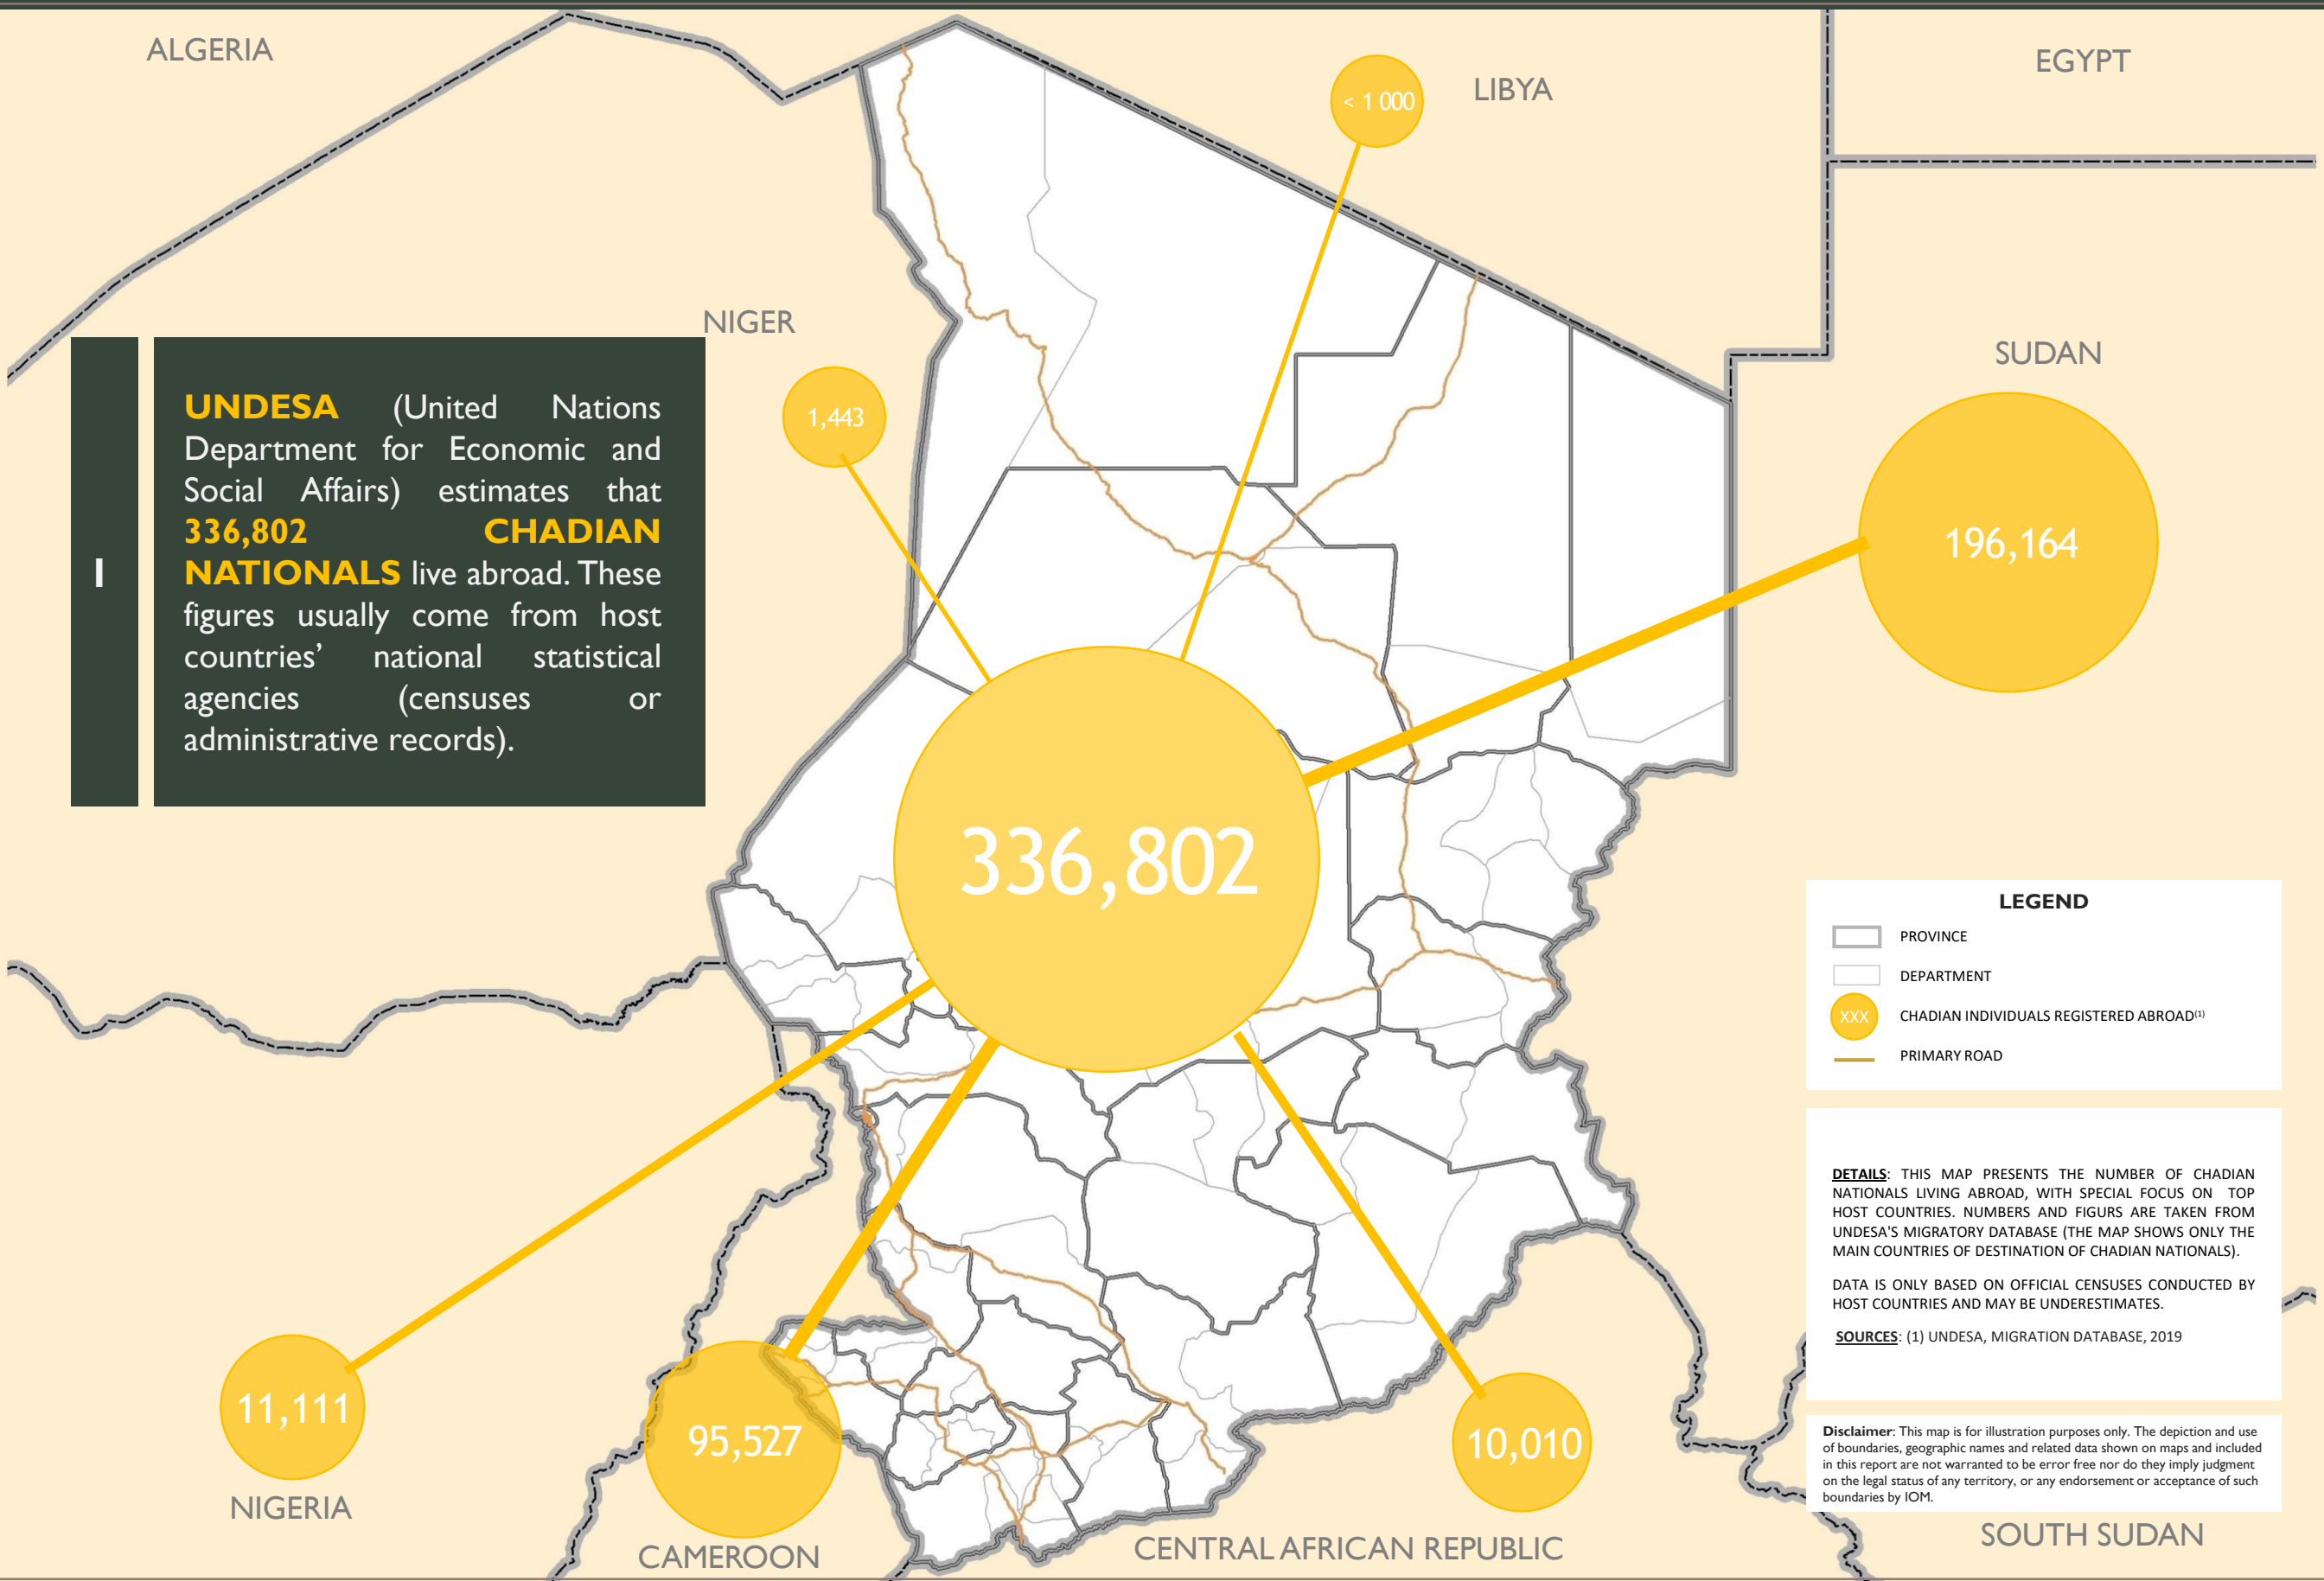 ALGERIA
LIBYA
EGYPT
< 1 000
NIGER
SUDAN
1,443
I
UNDESA (United Nations
Department for Economic and
Social Affairs) estimates that
336,802 CHADIAN
NATIONALS live abroad. These
figures usually come from host
countries’ national statistical
agencies (censuses or
administrative records).
196,164
336,802
LEGEND
PROVINCE
DEPARTMENT
XXX CHADIAN INDIVIDUALS REGISTERED ABROAD(1)
PRIMARY ROAD
DETAILS: THIS MAP PRESENTS THE NUMBER OF CHADIAN
NATIONALS LIVING ABROAD, WITH SPECIAL FOCUS ON TOP
HOST COUNTRIES. NUMBERS AND FIGURS ARE TAKEN FROM
UNDESA'S MIGRATORY DATABASE (THE MAP SHOWS ONLY THE
MAIN COUNTRIES OF DESTINATION OF CHADIAN NATIONALS).
DATA IS ONLY BASED ON OFFICIAL CENSUSES CONDUCTED BY
HOST COUNTRIES AND MAY BE UNDERESTIMATES.
SOURCES: (1) UNDESA, MIGRATION DATABASE, 2019
11,111
95,527
10,010
Disclaimer: This map is for illustration purposes only. The depiction and use
of boundaries, geographic names and related data shown on maps and included
in this report are not warranted to be error free nor do they imply judgment
on the legal status of any territory, or any endorsement or acceptance of such
boundaries by IOM.
NIGERIA
CAMEROON
CENTRAL AFRICAN REPUBLIC
SOUTH SUDAN